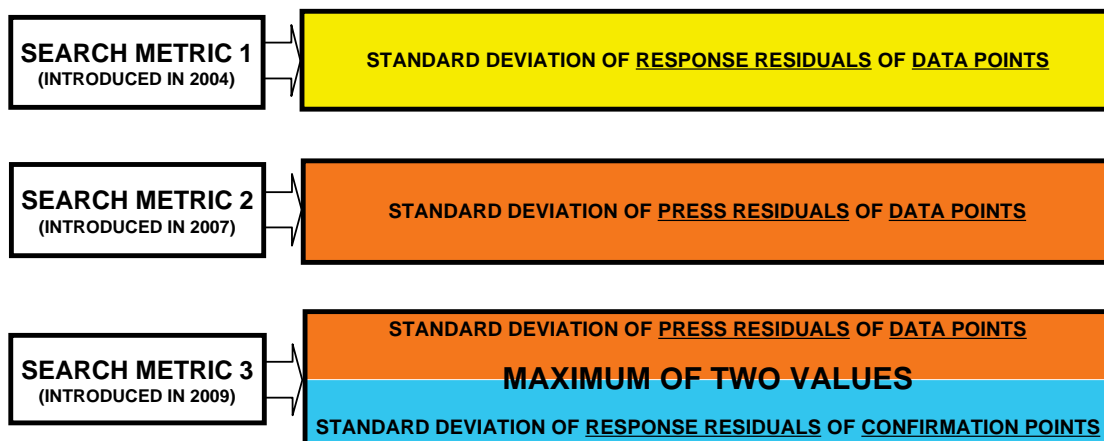 SEARCH METRIC 1
(INTRODUCED IN 2004)
STANDARD DEVIATION OF RESPONSE RESIDUALS OF DATA POINTS
SEARCH METRIC 2
(INTRODUCED IN 2007)
STANDARD DEVIATION OF PRESS RESIDUALS OF DATA POINTS
SEARCH METRIC 3
(INTRODUCED IN 2009)
STANDARD DEVIATION OF PRESS RESIDUALS OF DATA POINTS
MAXIMUM OF TWO VALUES
STANDARD DEVIATION OF RESPONSE RESIDUALS OF CONFIRMATION POINTS